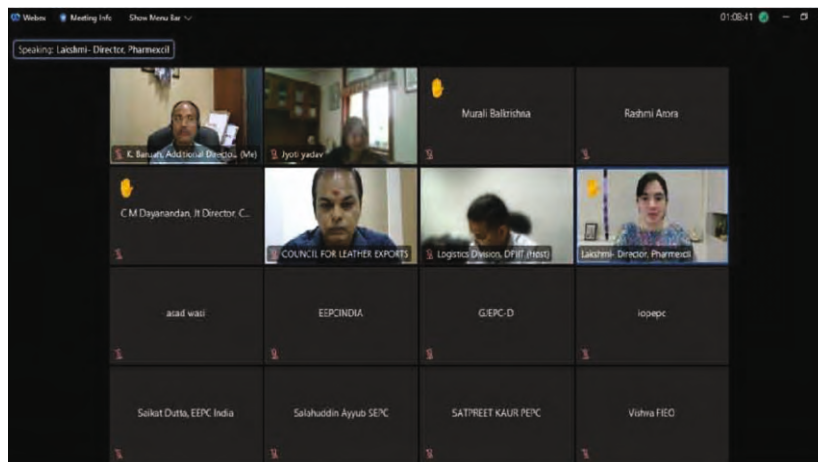 Webex Meeting Info Show Menu Bar 01:08:41
Speaking: Lakshmi- Director, Pharmexcil
K. Baruah, Additional Director.. (Me) Jyoti yadav Murali Balkrishna Rashmi Arora
C M Dayanandan, Jt Director, C... COUNCIL FOR LEATHER EXPORTS Logistics Division, DPIIT (Host) Lakshmi- Director, Pharmexcil
asad wasi EEPCINDIA GJEPC-D iopepc
Saikat Dutta, EEPC India Salahuddin Ayyub SEPC SATPREET KAUR PEPC Vishva FIEO